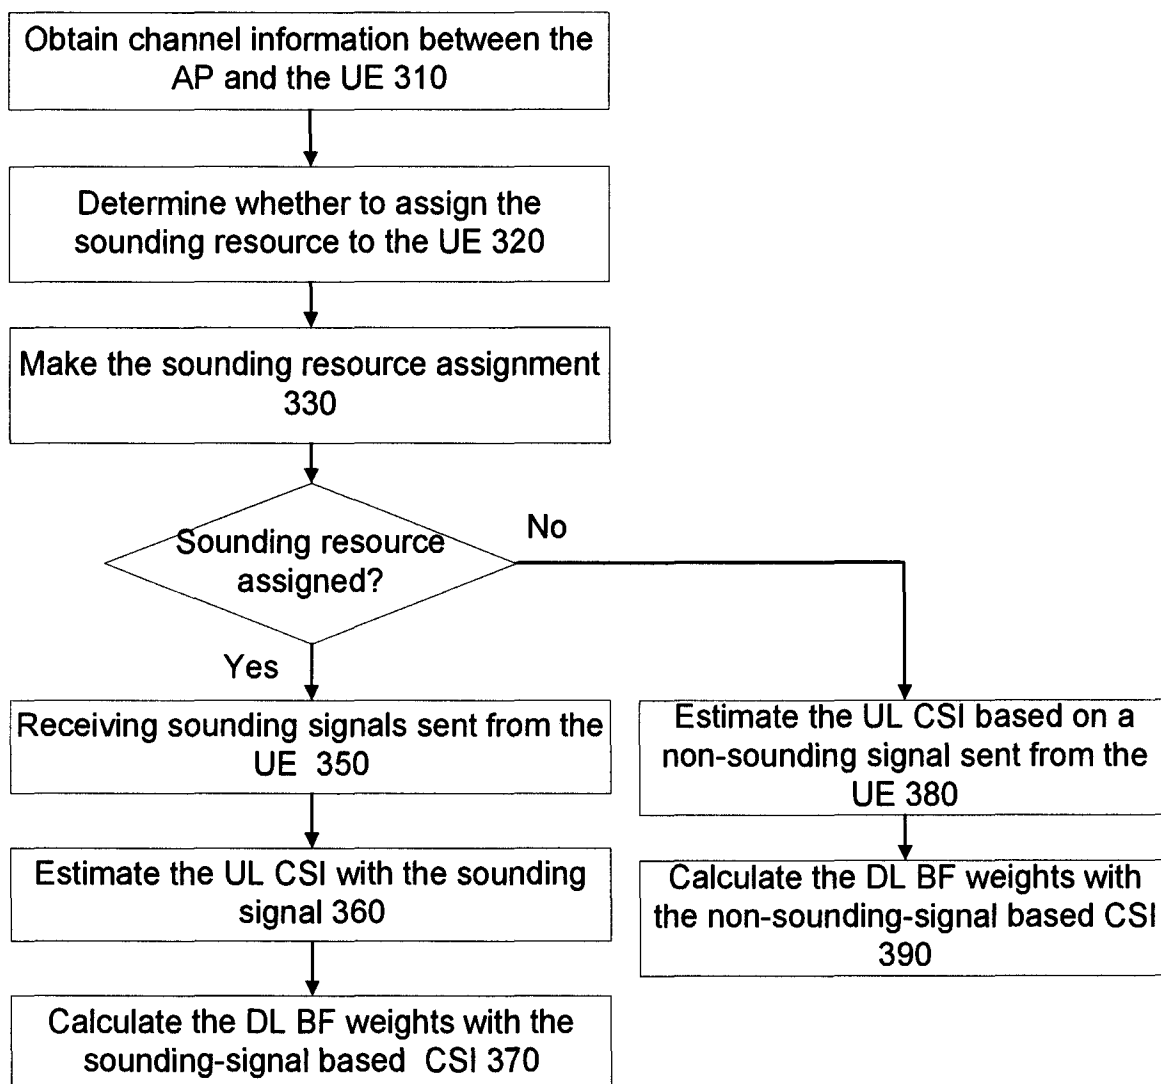 Obtain channel information between the
AP and the UE 310
Determine whether to assign the
sounding resource to the UE 320
Make the sounding resource assignment
330
Sounding resource
assigned?
No
Yes
Receiving sounding signals sent from the
UE 350
Estimate the UL CSI with the sounding
signal 360
Calculate the DL BF weights with the
sounding-signal based CSI 370
Estimate the UL CSI based on a
non-sounding signal sent from the
UE 380
Calculate the DL BF weights with
the non-sounding-signal based CSI
390